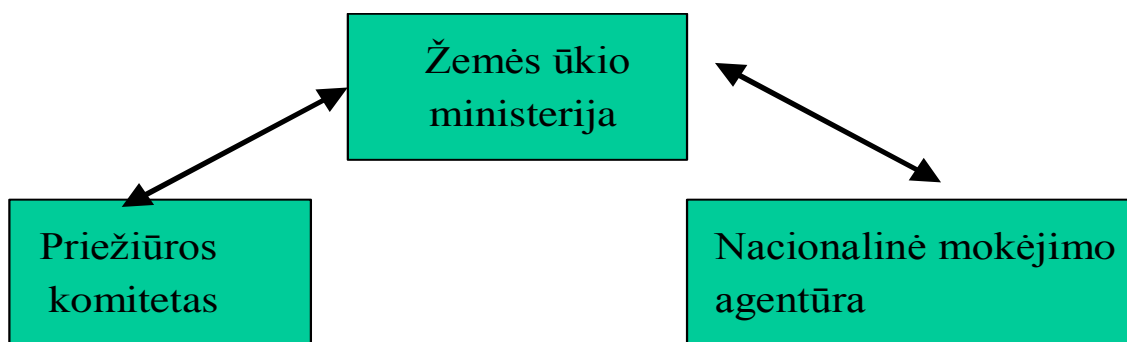 Žemės ūkio
ministerija
Priežiūros
komitetas
Nacionalinė mokėjimo
agentūra